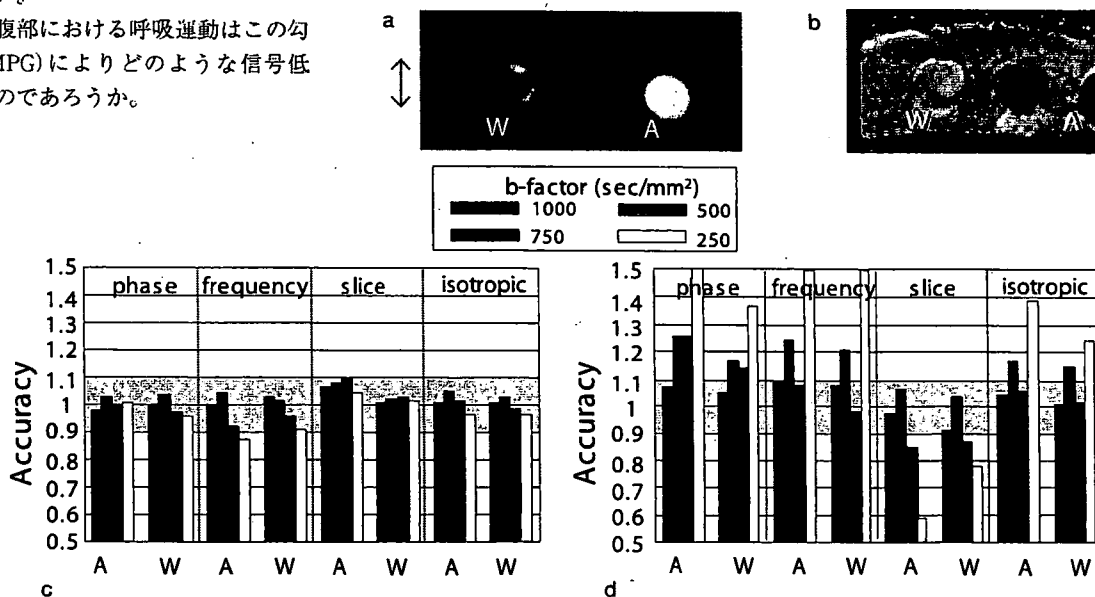 腹部における呼吸運動はこの勾
MPG)によりどのような信号低
のであろうか。
a
W
A
b
W
A
b-factor (sec/mm²)
1000
500
750
250
1.5
1.4
1.3
1.2
1.1
1
0.9
0.8
0.7
0.6
0.5
Accuracy
phase
frequency
slice
isotropic
A
W
A
W
A
W
A
W
c
1.5
1.4
1.3
1.2
1.1
1
0.9
0.8
0.7
0.6
0.5
Accuracy
phase
frequency
slice
isotropic
A
W
A
W
A
W
A
W
d